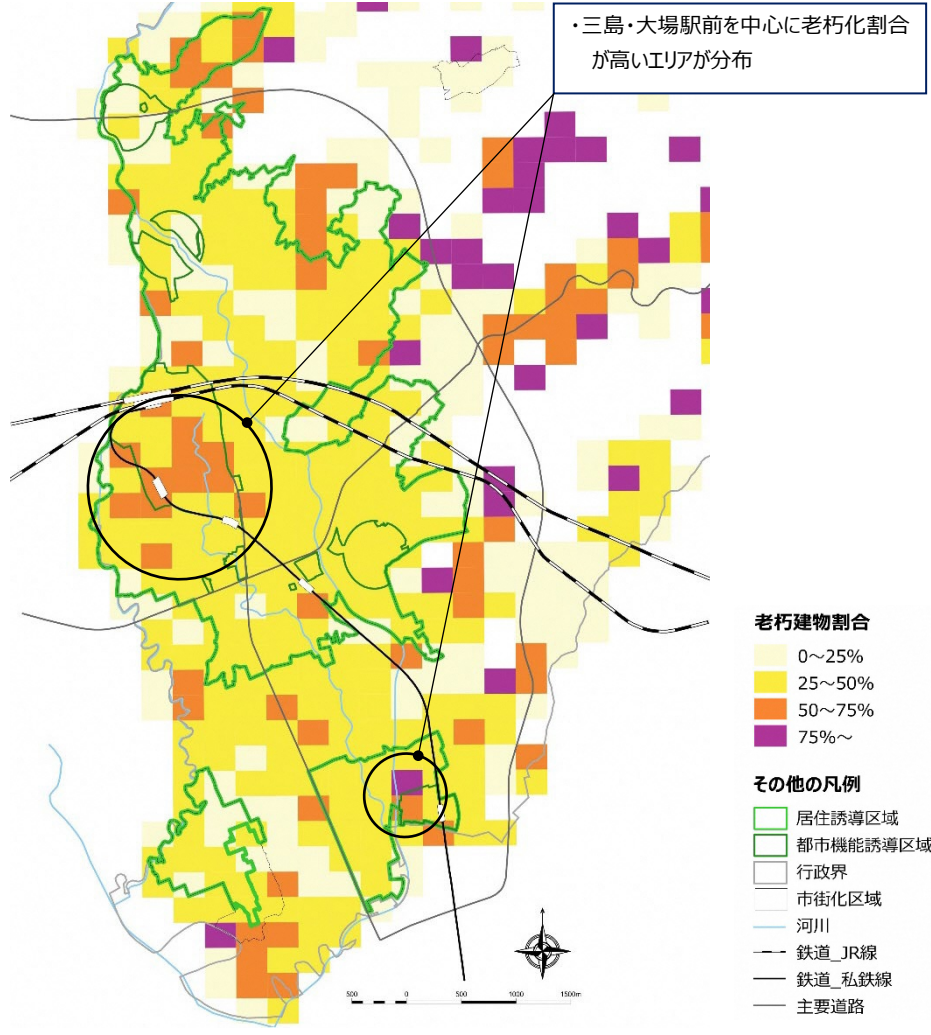 ・三島・大場駅前を中心に老朽化割合
が高いエリアが分布
老朽建物割合
0～25%
25～50%
50～75%
75%～
その他の凡例
居住誘導区域
都市機能誘導区域
行政界
市街化区域
河川
鉄道_JR線
鉄道_私鉄線
主要道路
500 0 500 1000 1500m